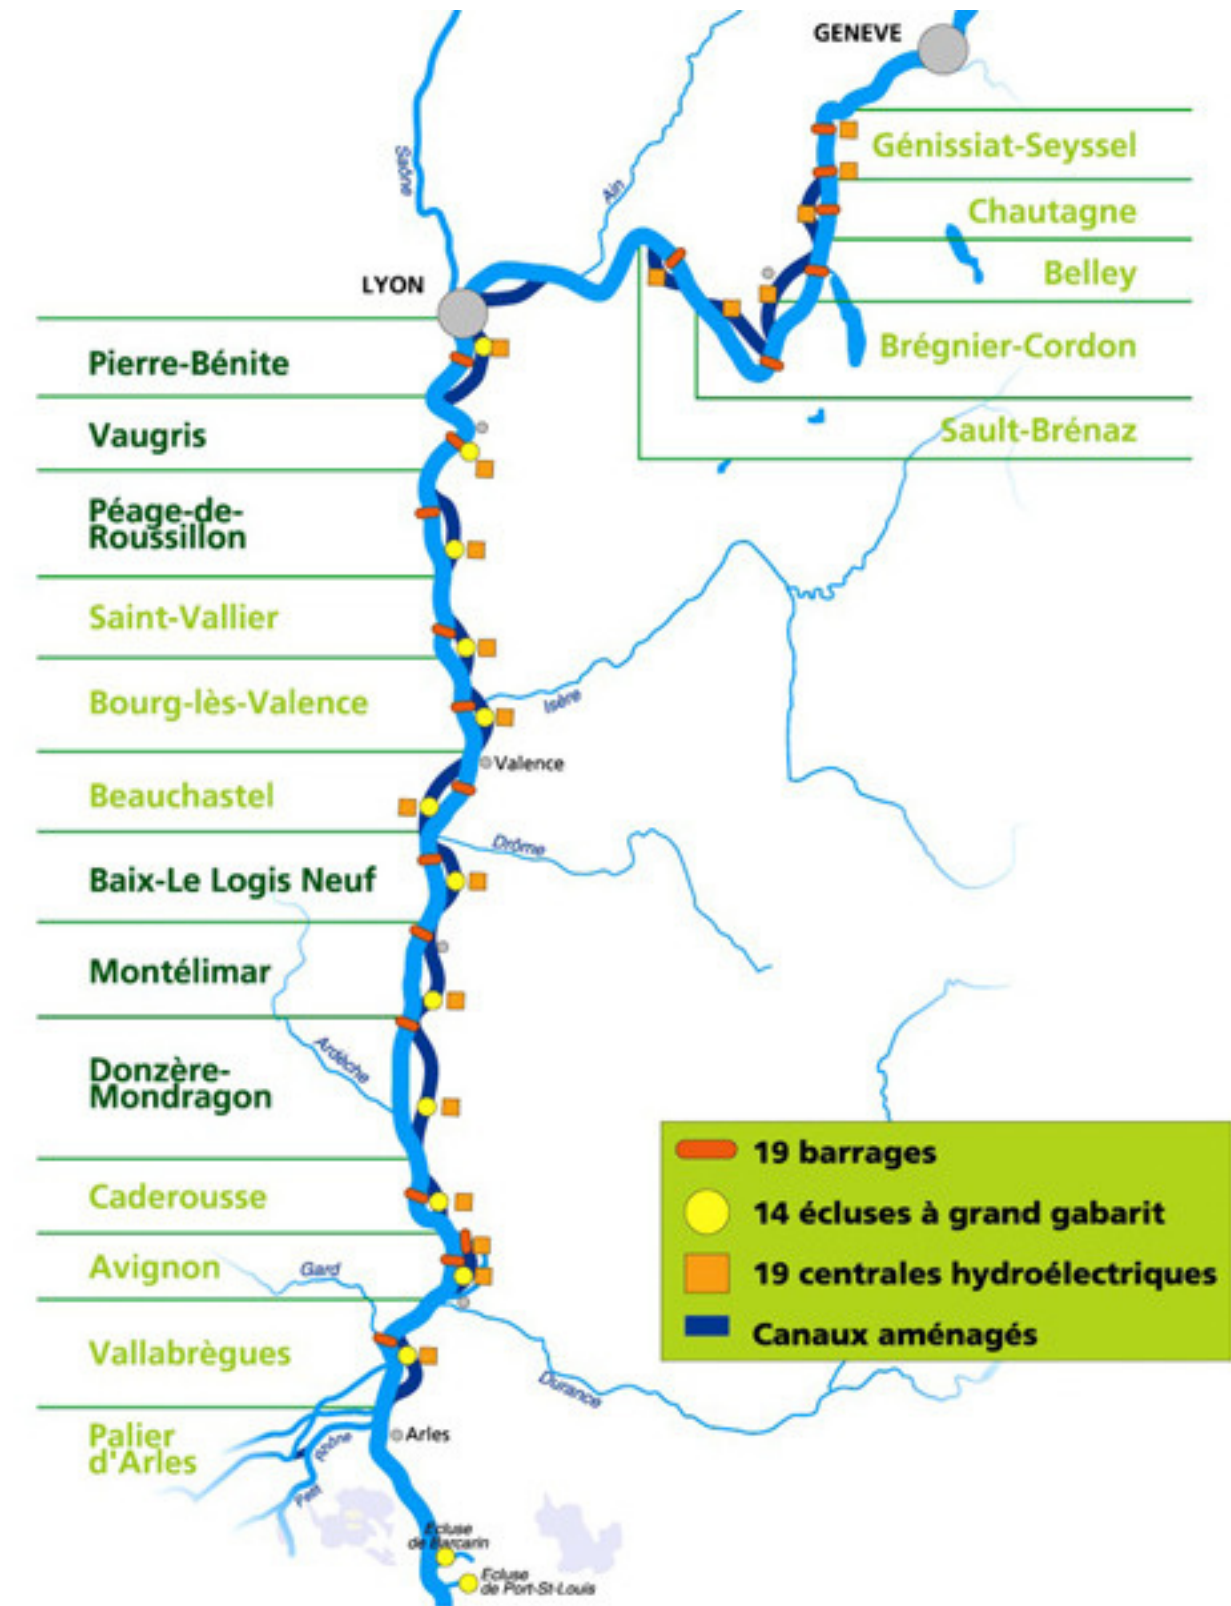 GENEVE
Génissiat-Seyssel
Chautagne
Belley
Brégnier-Cordon
Sault-Brénaz
Saône
Ain
LYON
Pierre-Bénite
Vaugris
Péage-de-
Roussillon
Saint-Vallier
Bourg-lès-Valence
Isère
Valence
Beauchastel
Drôme
Baix-Le Logis Neuf
Montélimar
Ardèche
Donzère-
Mondragon
Caderousse
Avignon
Gard
Vallabrègues
Durance
Palier
d'Arles
Arles
Petit
Rhône
Ecluse
de Barcarin
Ecluse
de Port-St-Louis
19 barrages
14 écluses à grand gabarit
19 centrales hydroélectriques
Canaux aménagés